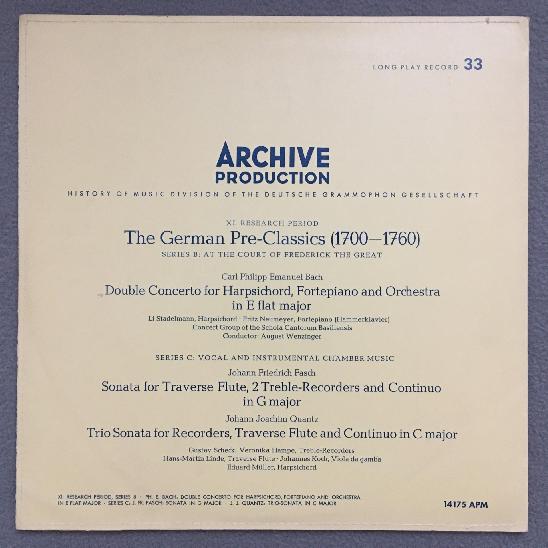 LONG PLAY RECORD 33
ARCHIVE
PRODUCTION
HISTORY OF MUSIC DIVISION OF THE DEUTSCHE GRAMMOPHON GESELLSCHAFT
XI. RESEARCH PERIOD
The German Pre-Classics (1700—1760)
SERIES B: AT THE COURT OF FREDERICK THE GREAT
Carl Philipp Emanuel Bach
Double Concerto for Harpsichord, Fortepiano and Orchestra
in E flat major
Li Stadelmann, Harpsichord · Fritz Neumeyer, Fortepiano (Hammerklavier)
Concert Group of the Schola Cantorum Basiliensis
Conductor: August Wenzinger
SERIES C: VOCAL AND INSTRUMENTAL CHAMBER MUSIC
Johann Friedrich Fasch
Sonata for Traverse Flute, 2 Treble-Recorders and Continuo
in G major
Johann Joachim Quantz
Trio Sonata for Recorders, Traverse Flute and Continuo in C major
Gustav Scheck, Veronika Hampe, Treble-Recorders
Hans-Martin Linde, Traverse Flute · Johannes Koch, Viola da gamba
Eduard Müller, Harpsichord
XI. RESEARCH PERIOD, SERIES B · PH. E. BACH, DOUBLE CONCERTO FOR HARPSICHORD, FORTEPIANO AND ORCHESTRA
IN E FLAT MAJOR · SERIES C: J. FR. FASCH, SONATA IN G MAJOR · J. J. QUANTZ, TRIO-SONATA IN C MAJOR
14175 APM